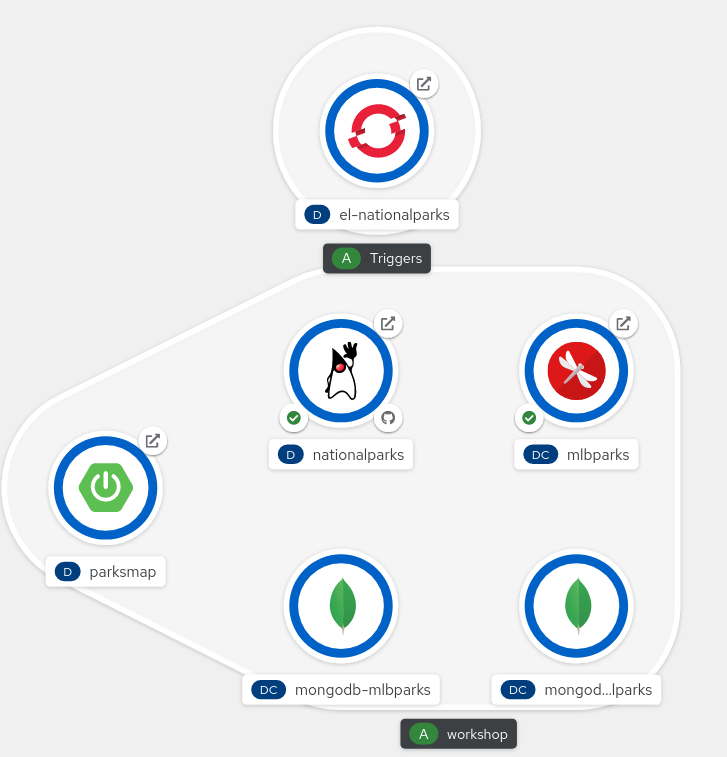 D el-nationalparks
A Triggers
D nationalparks
DC mlbparks
D parksmap
DC mongodb-mlbparks
DC mongod...lparks
A workshop